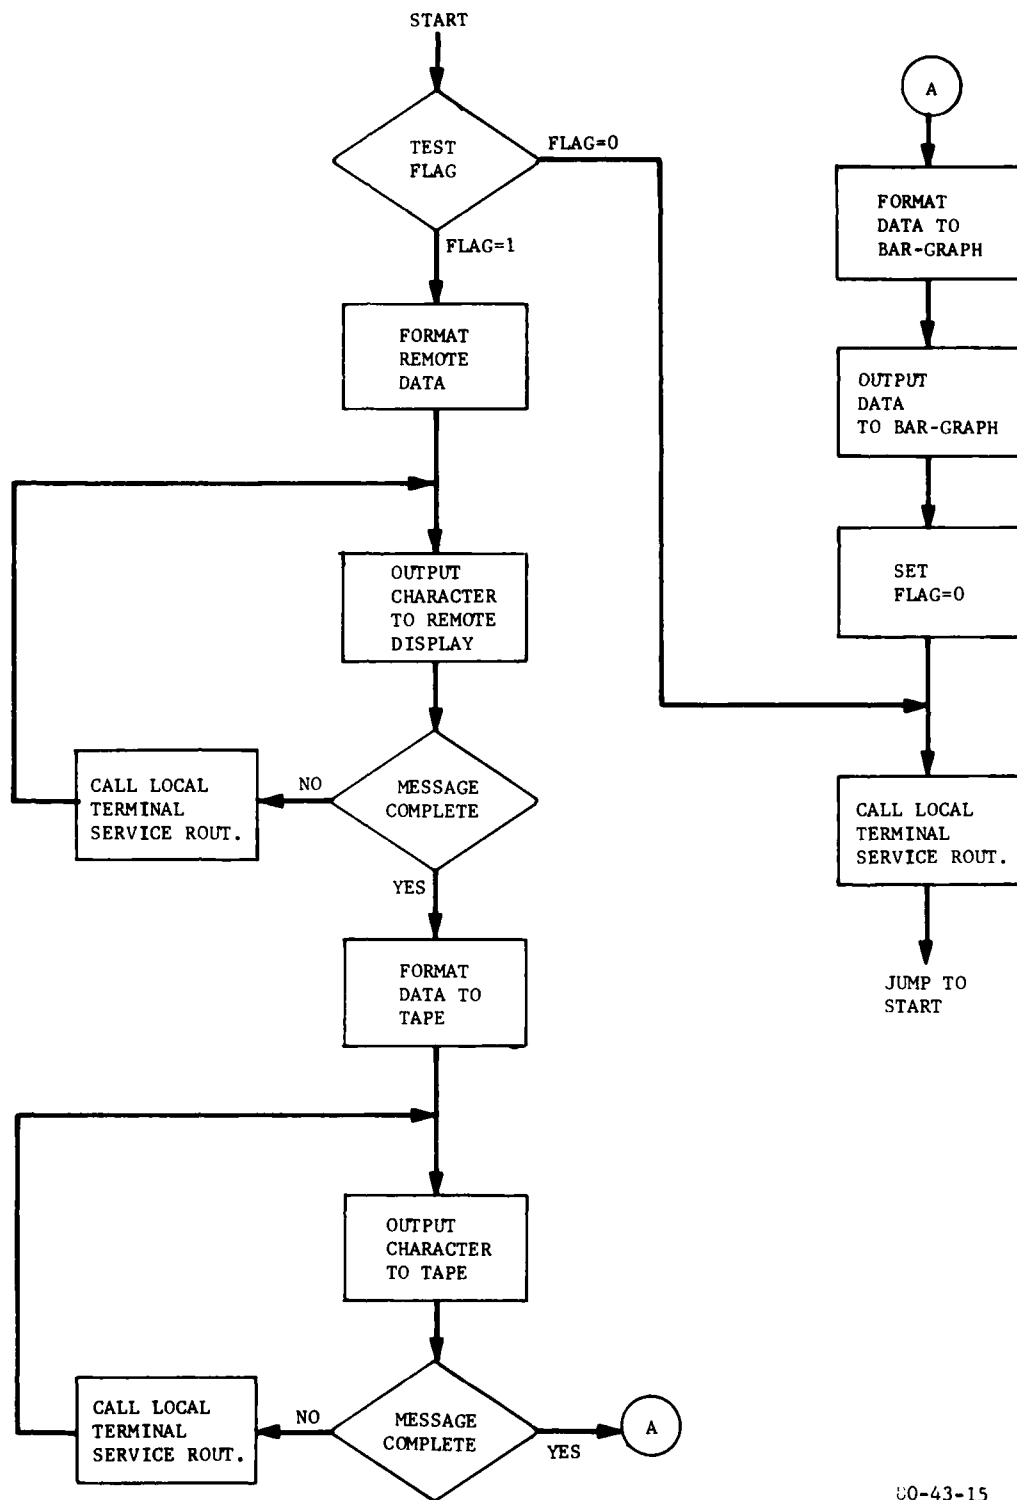 START
TEST
FLAG
FLAG=0
FLAG=1
FORMAT
REMOTE
DATA
OUTPUT
CHARACTER
TO REMOTE
DISPLAY
MESSAGE
COMPLETE
NO
CALL LOCAL
TERMINAL
SERVICE ROUT.
YES
FORMAT
DATA TO
TAPE
OUTPUT
CHARACTER
TO TAPE
MESSAGE
COMPLETE
NO
CALL LOCAL
TERMINAL
SERVICE ROUT.
YES
A
A
FORMAT
DATA TO
BAR-GRAPH
OUTPUT
DATA
TO BAR-GRAPH
SET
FLAG=0
CALL LOCAL
TERMINAL
SERVICE ROUT.
JUMP TO
START
80-43-15